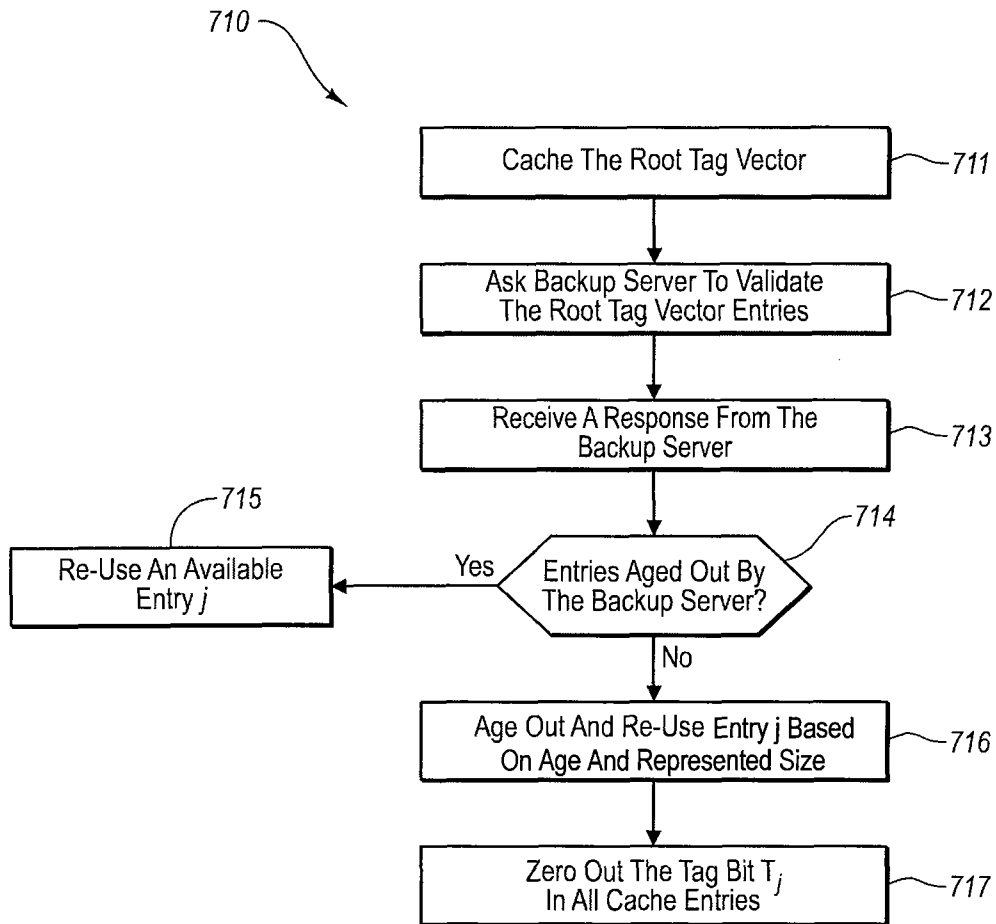 710
Cache The Root Tag Vector
711
Ask Backup Server To Validate
The Root Tag Vector Entries
712
Receive A Response From The
Backup Server
713
714
Entries Aged Out By
The Backup Server?
Yes
715
Re-Use An Available
Entry j
No
Age Out And Re-Use Entry j Based
On Age And Represented Size
716
Zero Out The Tag Bit Tj
In All Cache Entries
717